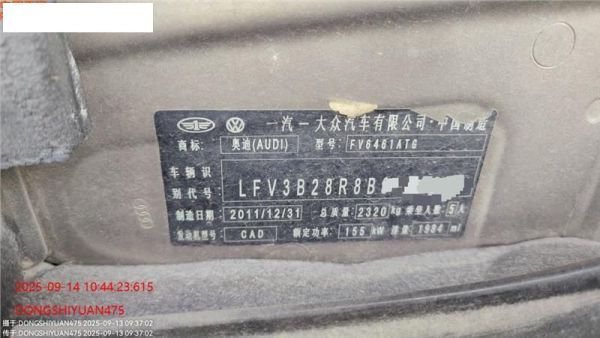 一汽一大众汽车有限公司·中国制造
商标: 奥迪(AUDI) 型号: FV6461ATG
车辆识
别代号: LFV3B28R8B
制造日期 2011/12/31 总质量 2320 kg 乘坐人数 5 人
发动机型号 CAD 额定功率: 155 kW 排量 1984 ml
2025-09-14 10:44:23:615
DONGSHIYUAN475
摄于:DONGSHIYUAN475 2025-09-13 09:37:02
传于:DONGSHIYUAN475 2025-09-13 09:37:02